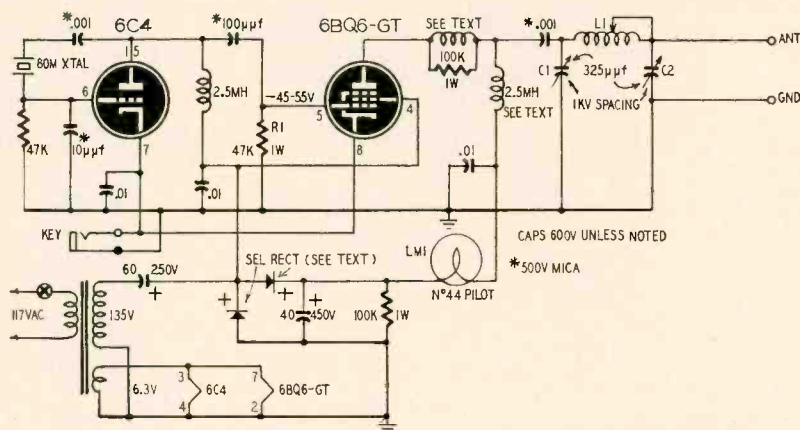 6C4
6BQ6-GT
SEE TEXT
*.001
*100µµf
*.001
L1
ANT
1 5
80M XTAL
100K
1W
C1
325µµf
C2
2.5MH
6
-45-55V
5
4
2.5MH
SEE TEXT
1KV SPACING
GND
R1
1W
47K
*
10µµf
7
47K
8
.01
.01
.01
KEY
CAPS 600V UNLESS NOTED
SEL RECT (SEE TEXT)
LM1
*500V MICA
60 250V
+
+
+
+
Nº44 PILOT
117VAC
135V
40 450V
100K
1W
6.3V
3
6C4
4
7
6BQ6-GT
2